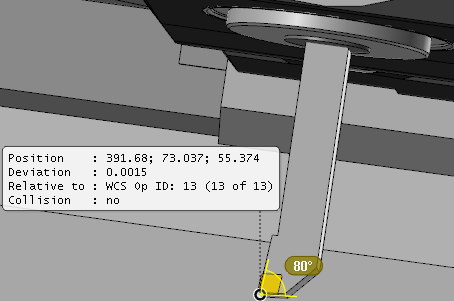 Position    : 391.68; 73.037; 55.374
Deviation   : 0.0015
Relative to : WCS Op ID: 13 (13 of 13)
Collision   : no
80°